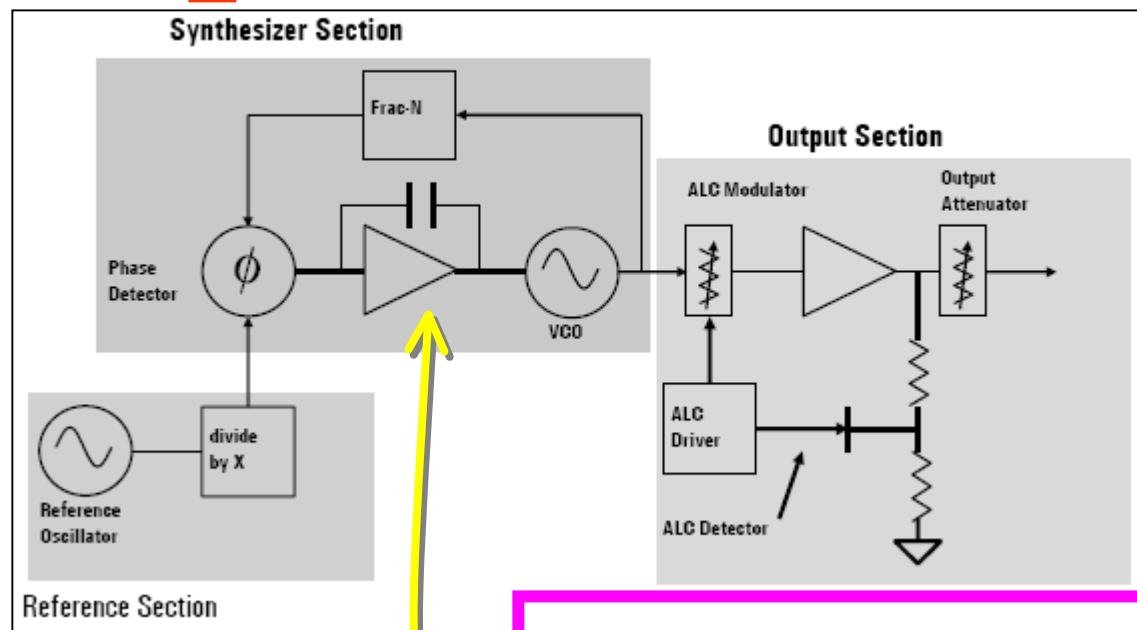 Synthesizer Section
Frac-N
Phase
Detector
ϕ
VCO
Output Section
ALC Modulator
Output
Attenuator
ALC
Driver
ALC Detector
divide
by X
Reference
Oscillator
Reference Section